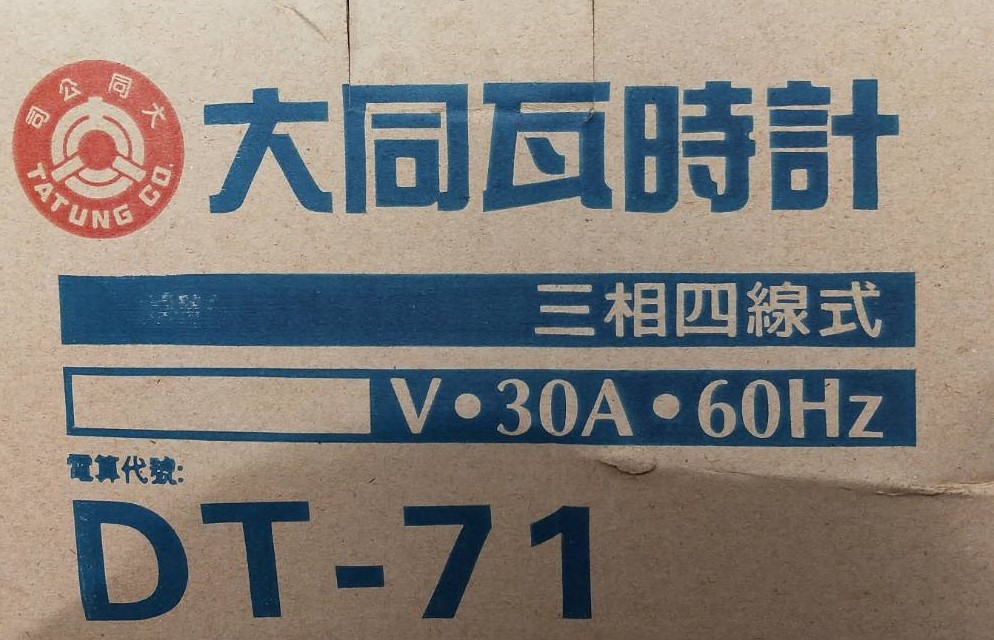 大同公司
TATUNG CO.
大同瓦時計
三相四線式
V•30A•60Hz
電算代號:
DT-71